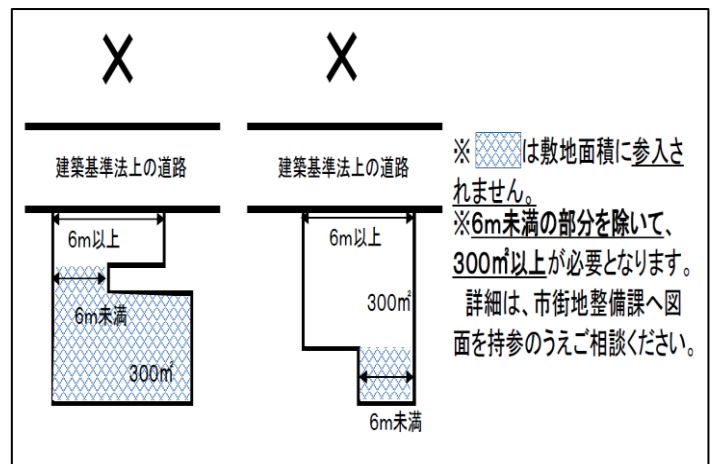 X
X
建築基準法上の道路
建築基準法上の道路
6m以上
6m未満
300㎡
6m以上
300㎡
6m未満
※ は敷地面積に参入さ
れません。
※6m未満の部分を除いて、
300㎡以上が必要となります。
詳細は、市街地整備課へ図
面を持参のうえご相談ください。